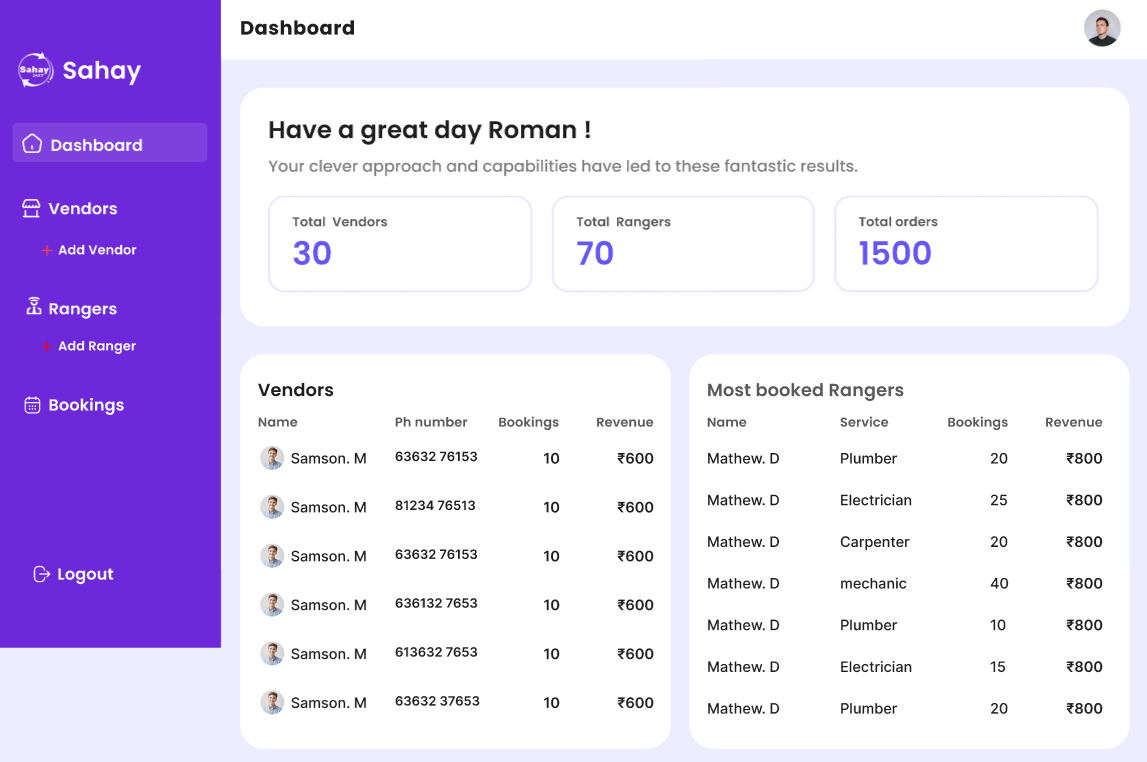 Dashboard
Sahay
Sahay
Dashboard
Vendors
+ Add Vendor
Rangers
+ Add Ranger
Bookings
Logout
Have a great day Roman !
Your clever approach and capabilities have led to these fantastic results.
Total Vendors
30
Total Rangers
70
Total orders
1500
Vendors
Name Ph number Bookings Revenue
Samson. M 63632 76153 10 ₹600
Samson. M 81234 76513 10 ₹600
Samson. M 63632 76153 10 ₹600
Samson. M 636132 7653 10 ₹600
Samson. M 613632 7653 10 ₹600
Samson. M 63632 37653 10 ₹600
Most booked Rangers
Name Service Bookings Revenue
Mathew. D Plumber 20 ₹800
Mathew. D Electrician 25 ₹800
Mathew. D Carpenter 20 ₹800
Mathew. D mechanic 40 ₹800
Mathew. D Plumber 10 ₹800
Mathew. D Electrician 15 ₹800
Mathew. D Plumber 20 ₹800